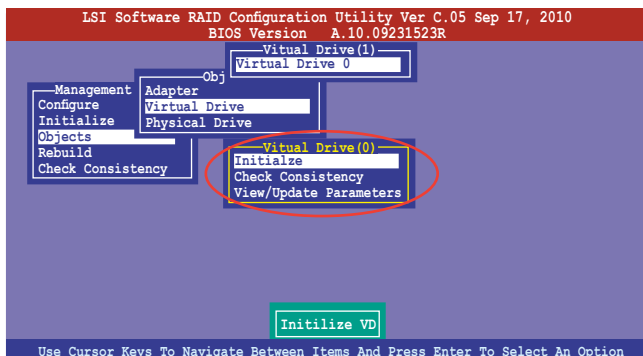 LSI Software RAID Configuration Utility Ver C.05 Sep 17, 2010
BIOS Version A.10.09231523R
Vitual Drive(1)
Virtual Drive 0
Obj
Adapter
Virtual Drive
Physical Drive
Management
Configure
Initialize
Objects
Rebuild
Check Consistency
Vitual Drive(0)
Initialze
Check Consistency
View/Update Parameters
Initilize VD
Use Cursor Keys To Navigate Between Items And Press Enter To Select An Option